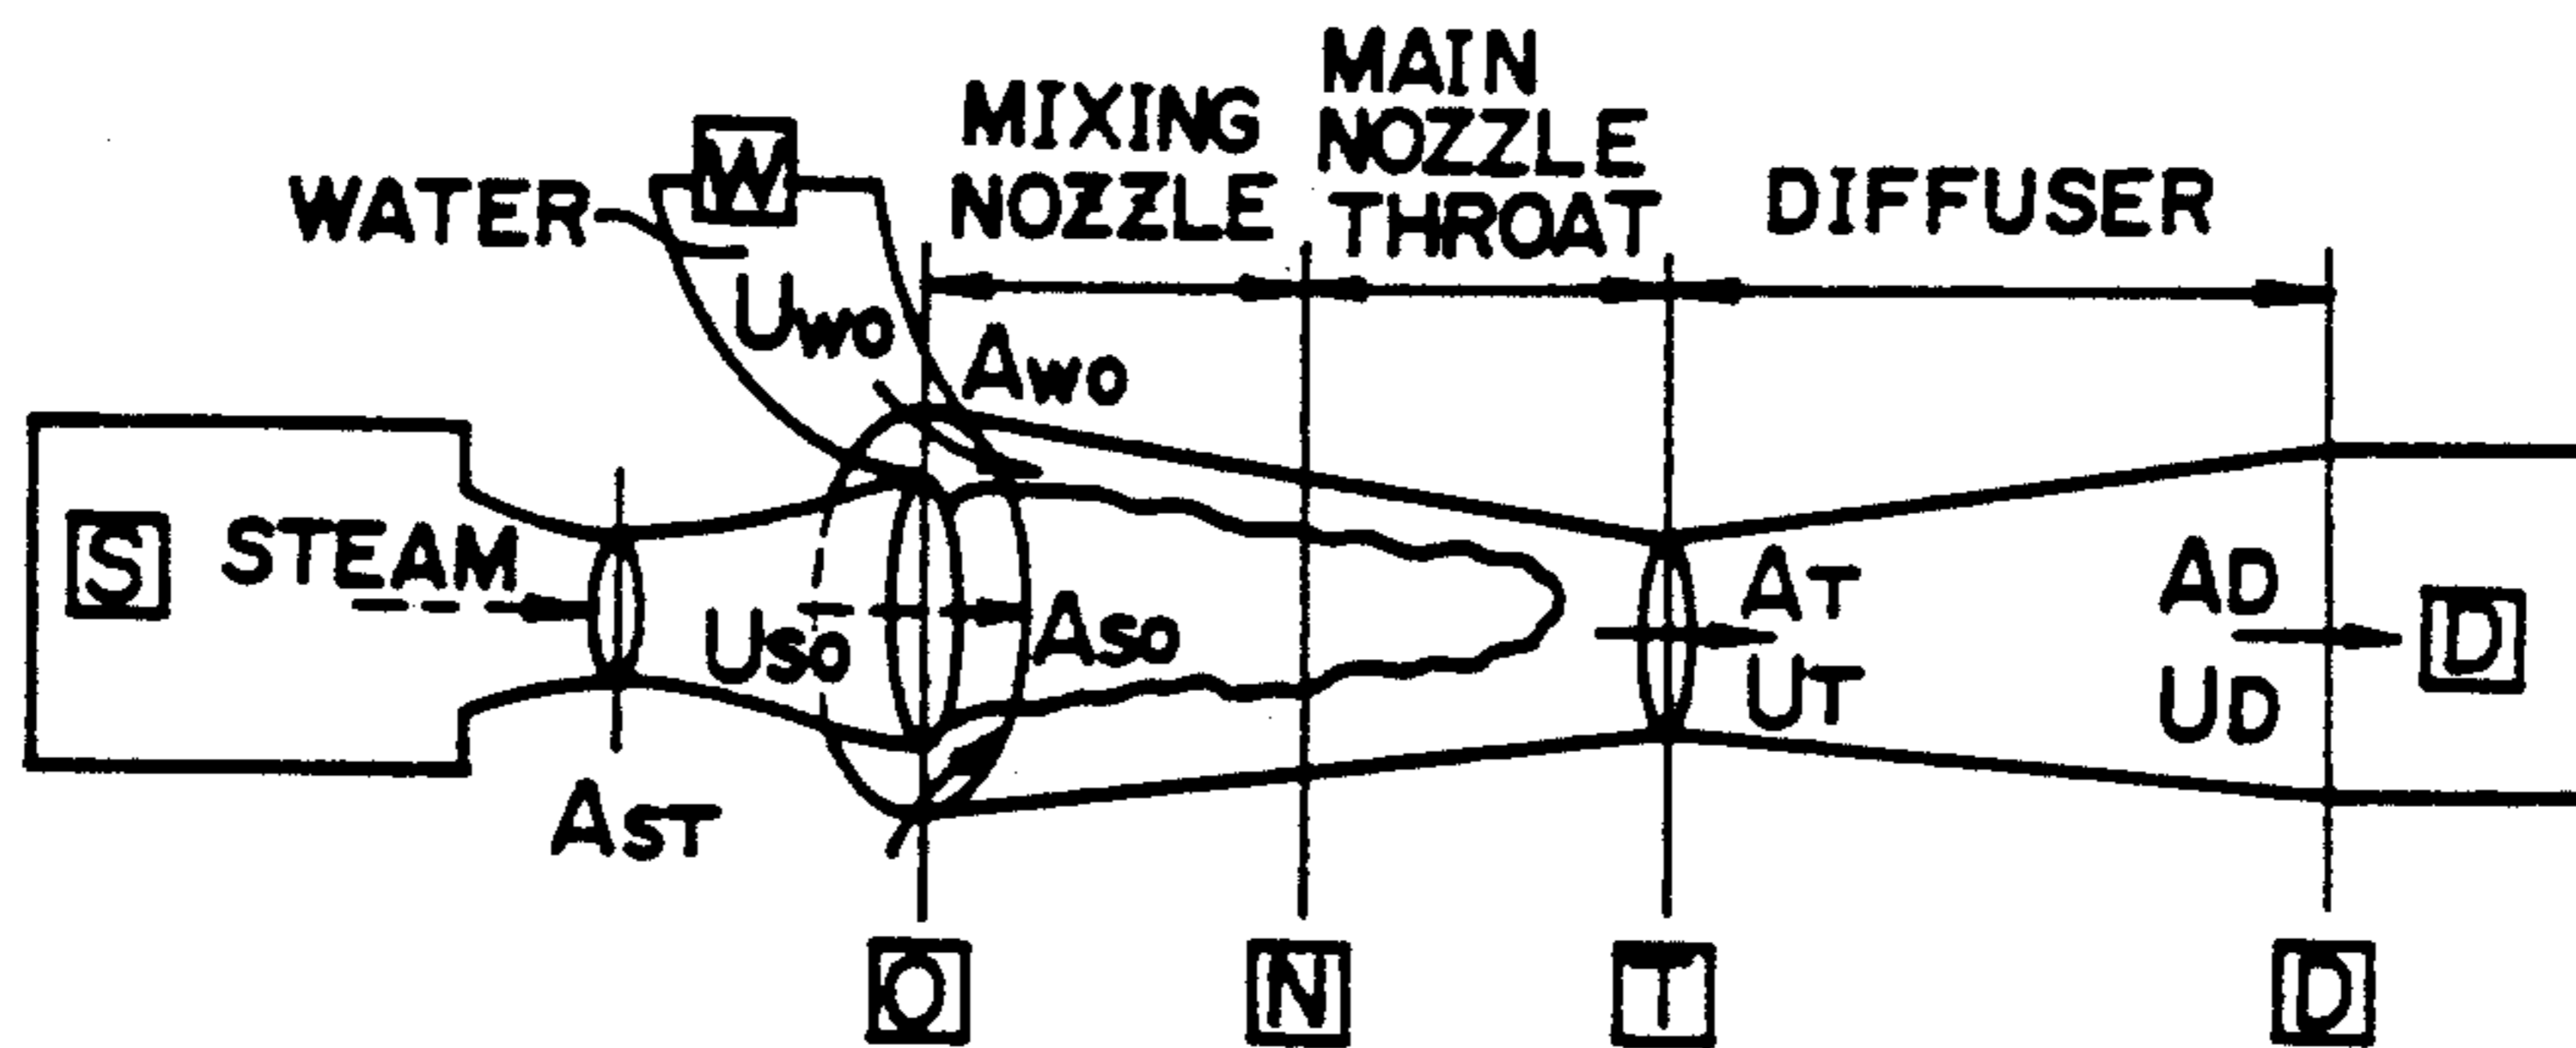 MIXING
NOZZLE
MAIN
NOZZLE
THROAT
DIFFUSER
WATER
W
Uwo
Awo
S
STEAM
AST
Uso
Aso
AT
UT
AD
UD
D
O
N
T
D